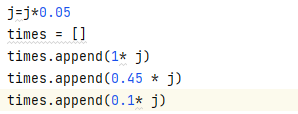 j=j*0.05
times = []
times.append(1* j)
times.append(0.45 * j)
times.append(0.1* j)